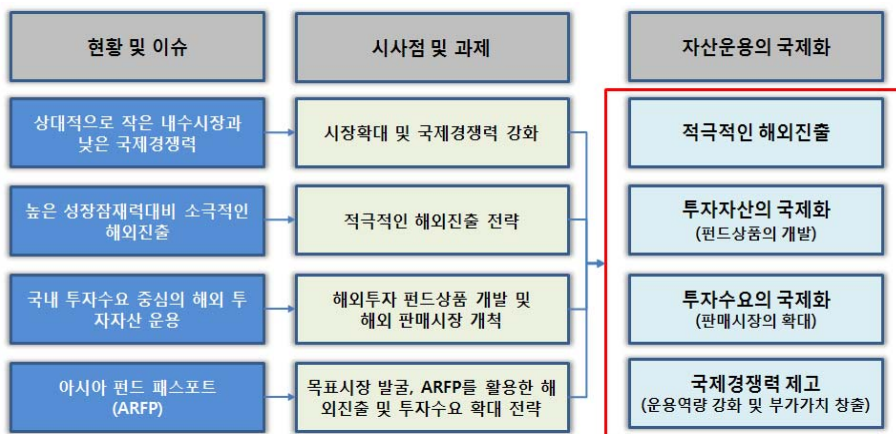 현황 및 이슈
시사점 및 과제
자산운용의 국제화
상대적으로 작은 내수시장과
낮은 국제경쟁력
시장확대 및 국제경쟁력 강화
적극적인 해외진출
높은 성장잠재력대비 소극적인
해외진출
적극적인 해외진출 전략
투자자산의 국제화
(펀드상품의 개발)
국내 투자수요 중심의 해외 투
자자산 운용
해외투자 펀드상품 개발 및
해외 판매시장 개척
투자수요의 국제화
(판매시장의 확대)
아시아 펀드 패스포트
(ARFP)
목표시장 발굴, ARFP를 활용한 해
외진출 및 투자수요 확대 전략
국제경쟁력 제고
(운용역량 강화 및 부가가치 창출)